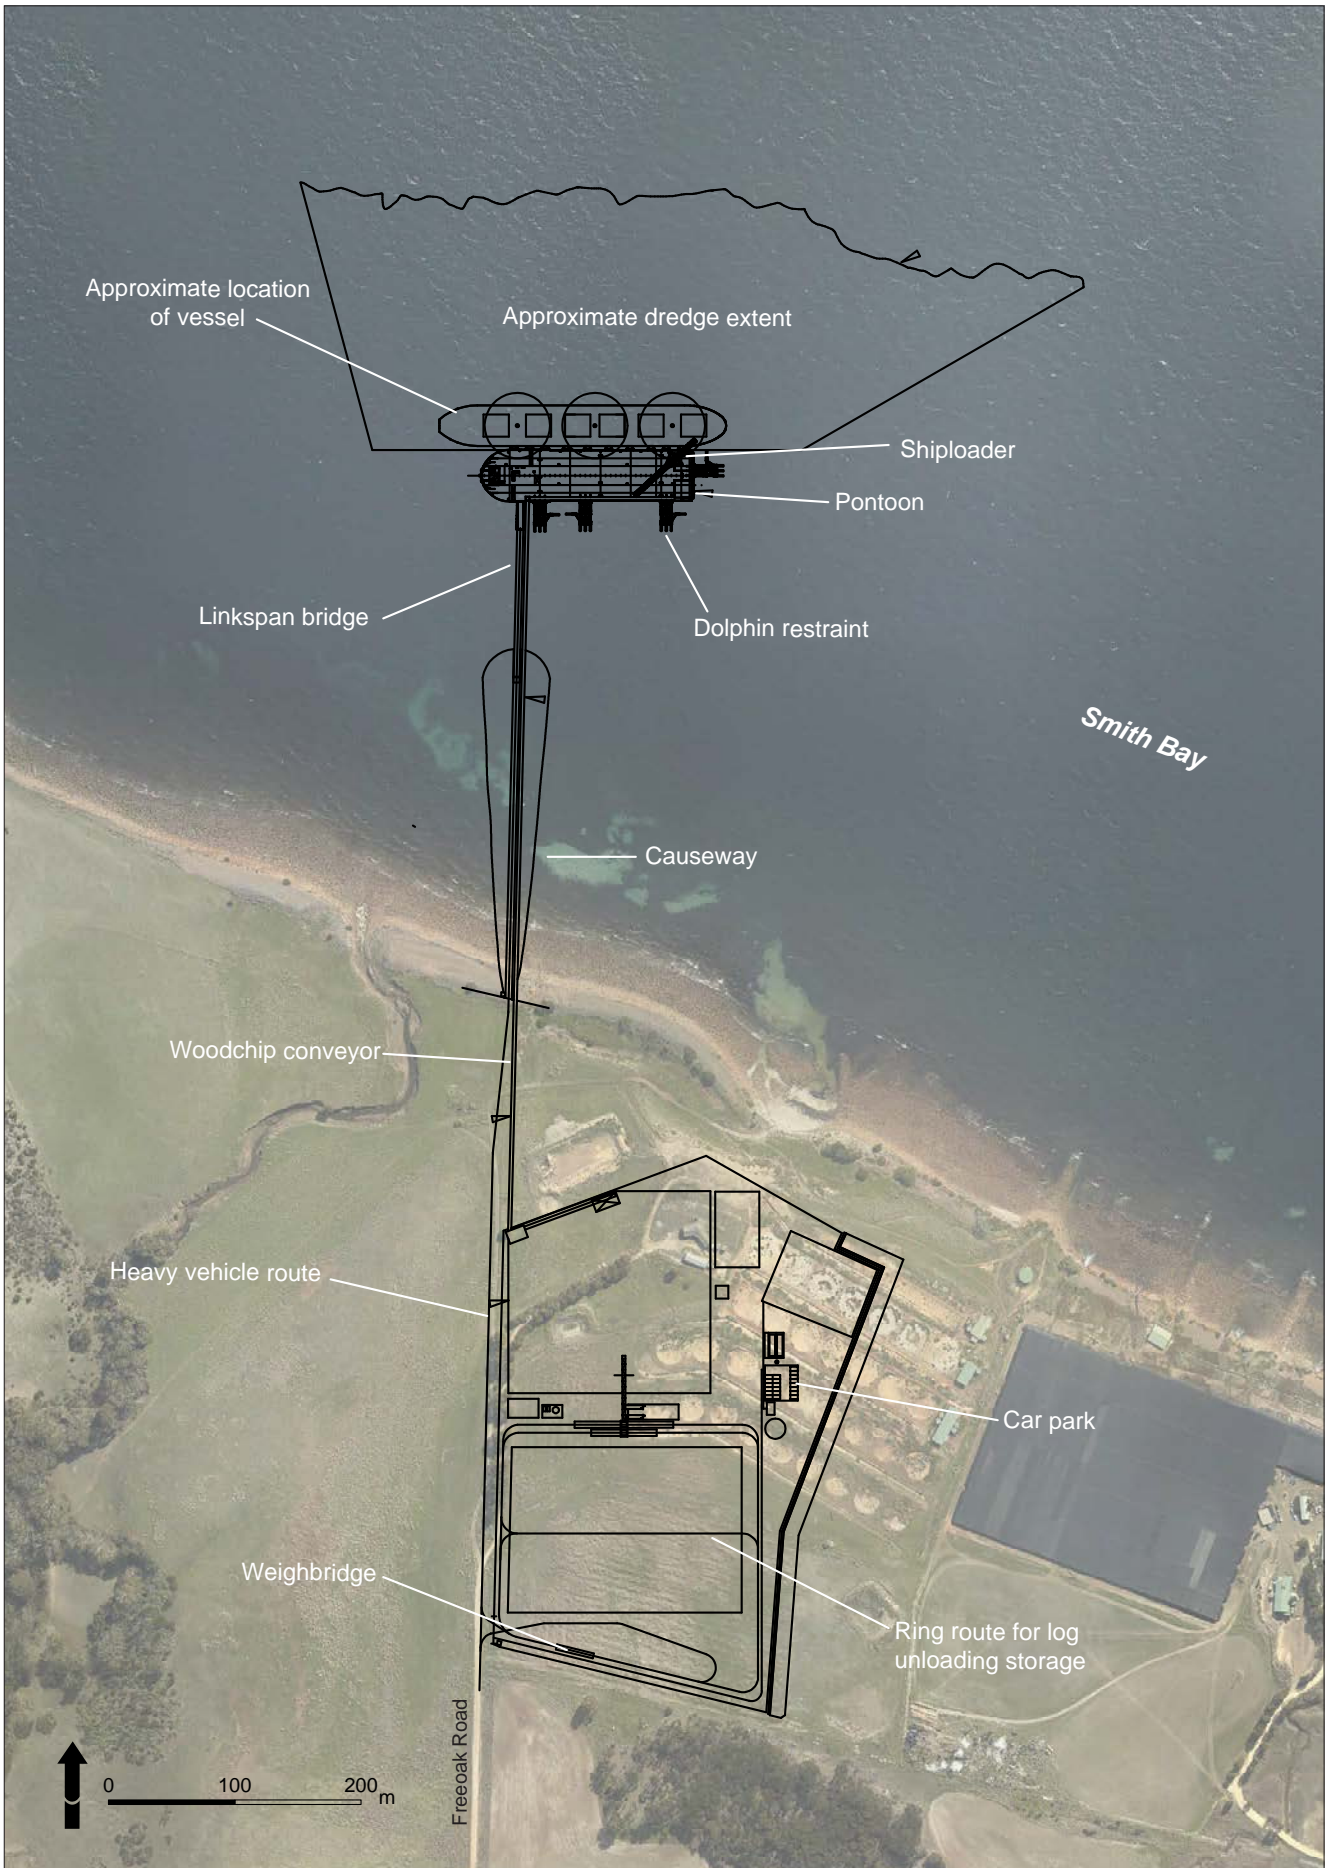 Approximate location
of vessel
Approximate dredge extent
Shiploader
Pontoon
Linkspan bridge
Dolphin restraint
Smith Bay
Causeway
Woodchip conveyor
Heavy vehicle route
Car park
Weighbridge
Ring route for log
unloading storage
Freeoak Road
0 100 200 m